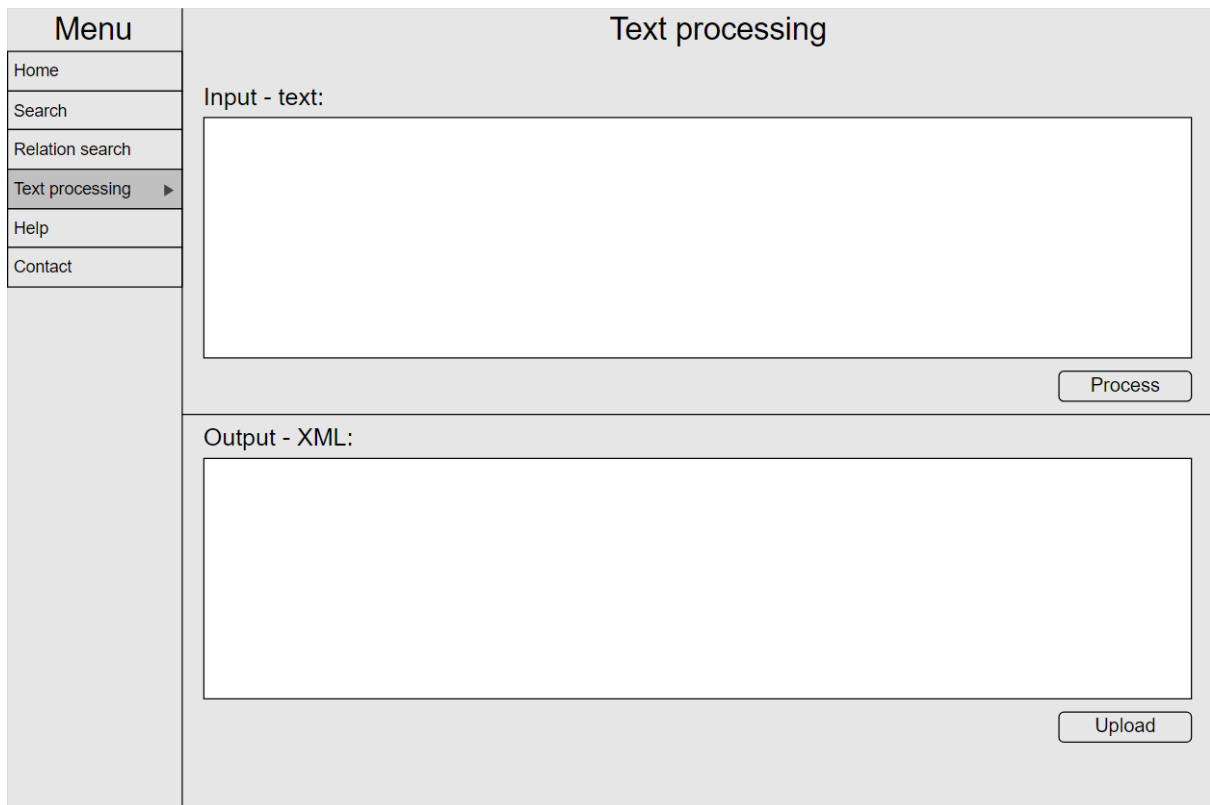 Menu
Home
Search
Relation search
Text processing
Help
Contact
Text processing
Input - text:
Process
Output - XML:
Upload